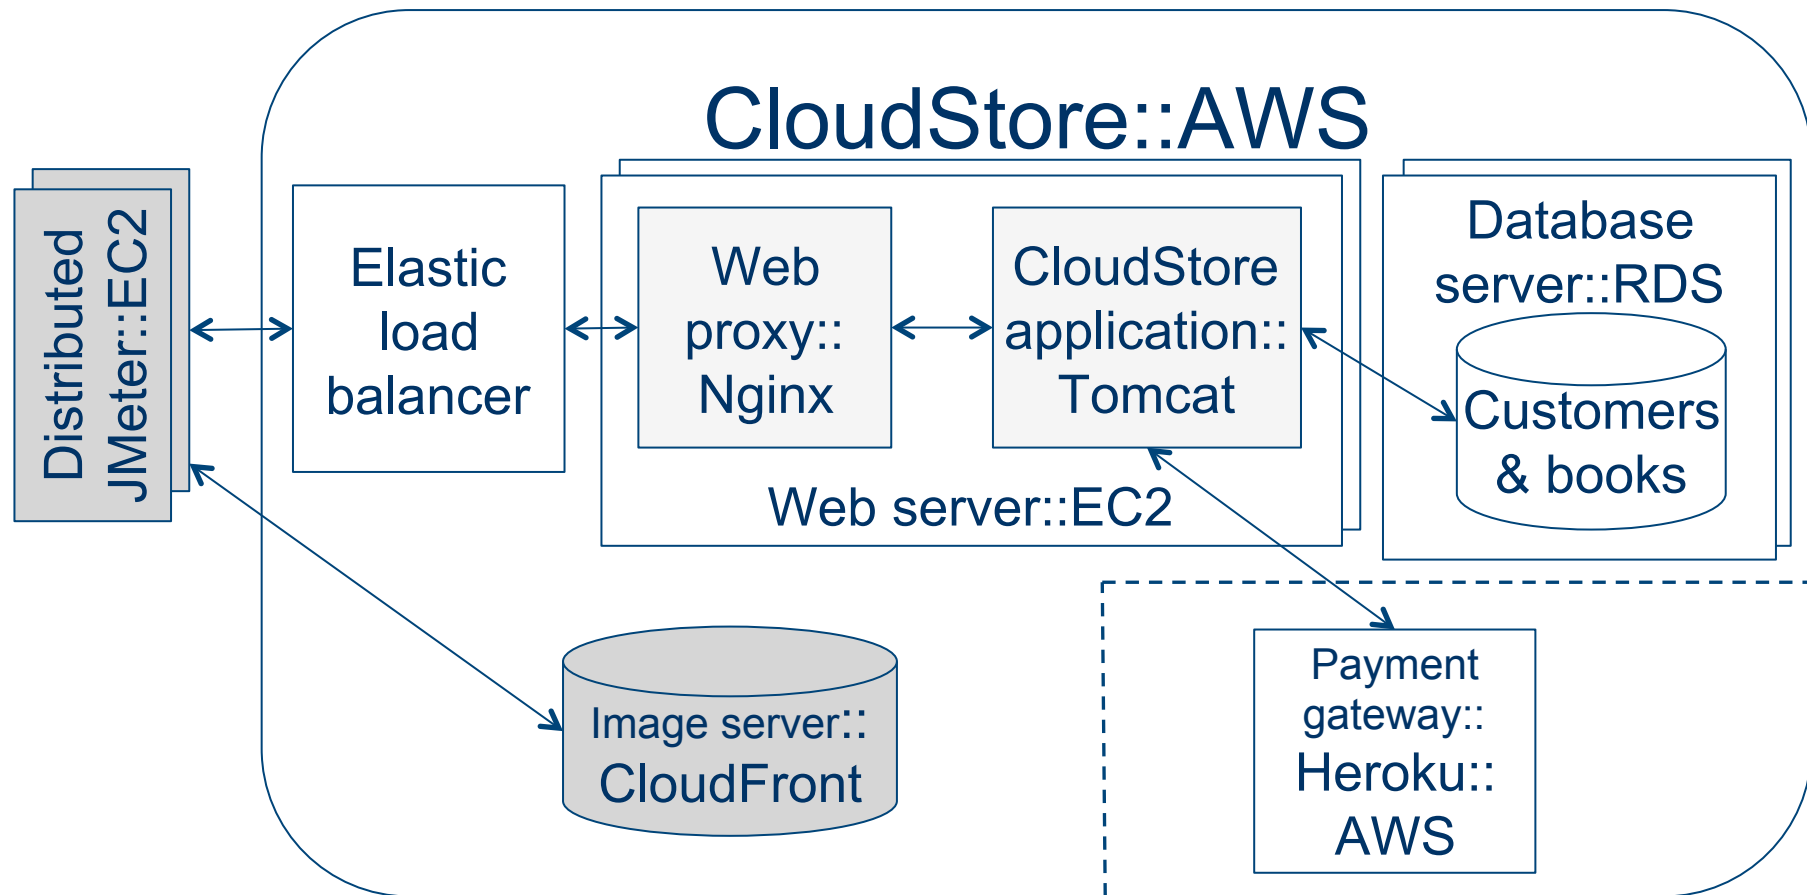 CloudStore::AWS
Distributed
JMeter::EC2
Elastic
load
balancer
Web
proxy::
Nginx
CloudStore
application::
Tomcat
Web server::EC2
Database
server::RDS
Customers
& books
Image server::
CloudFront
Payment
gateway::
Heroku::
AWS